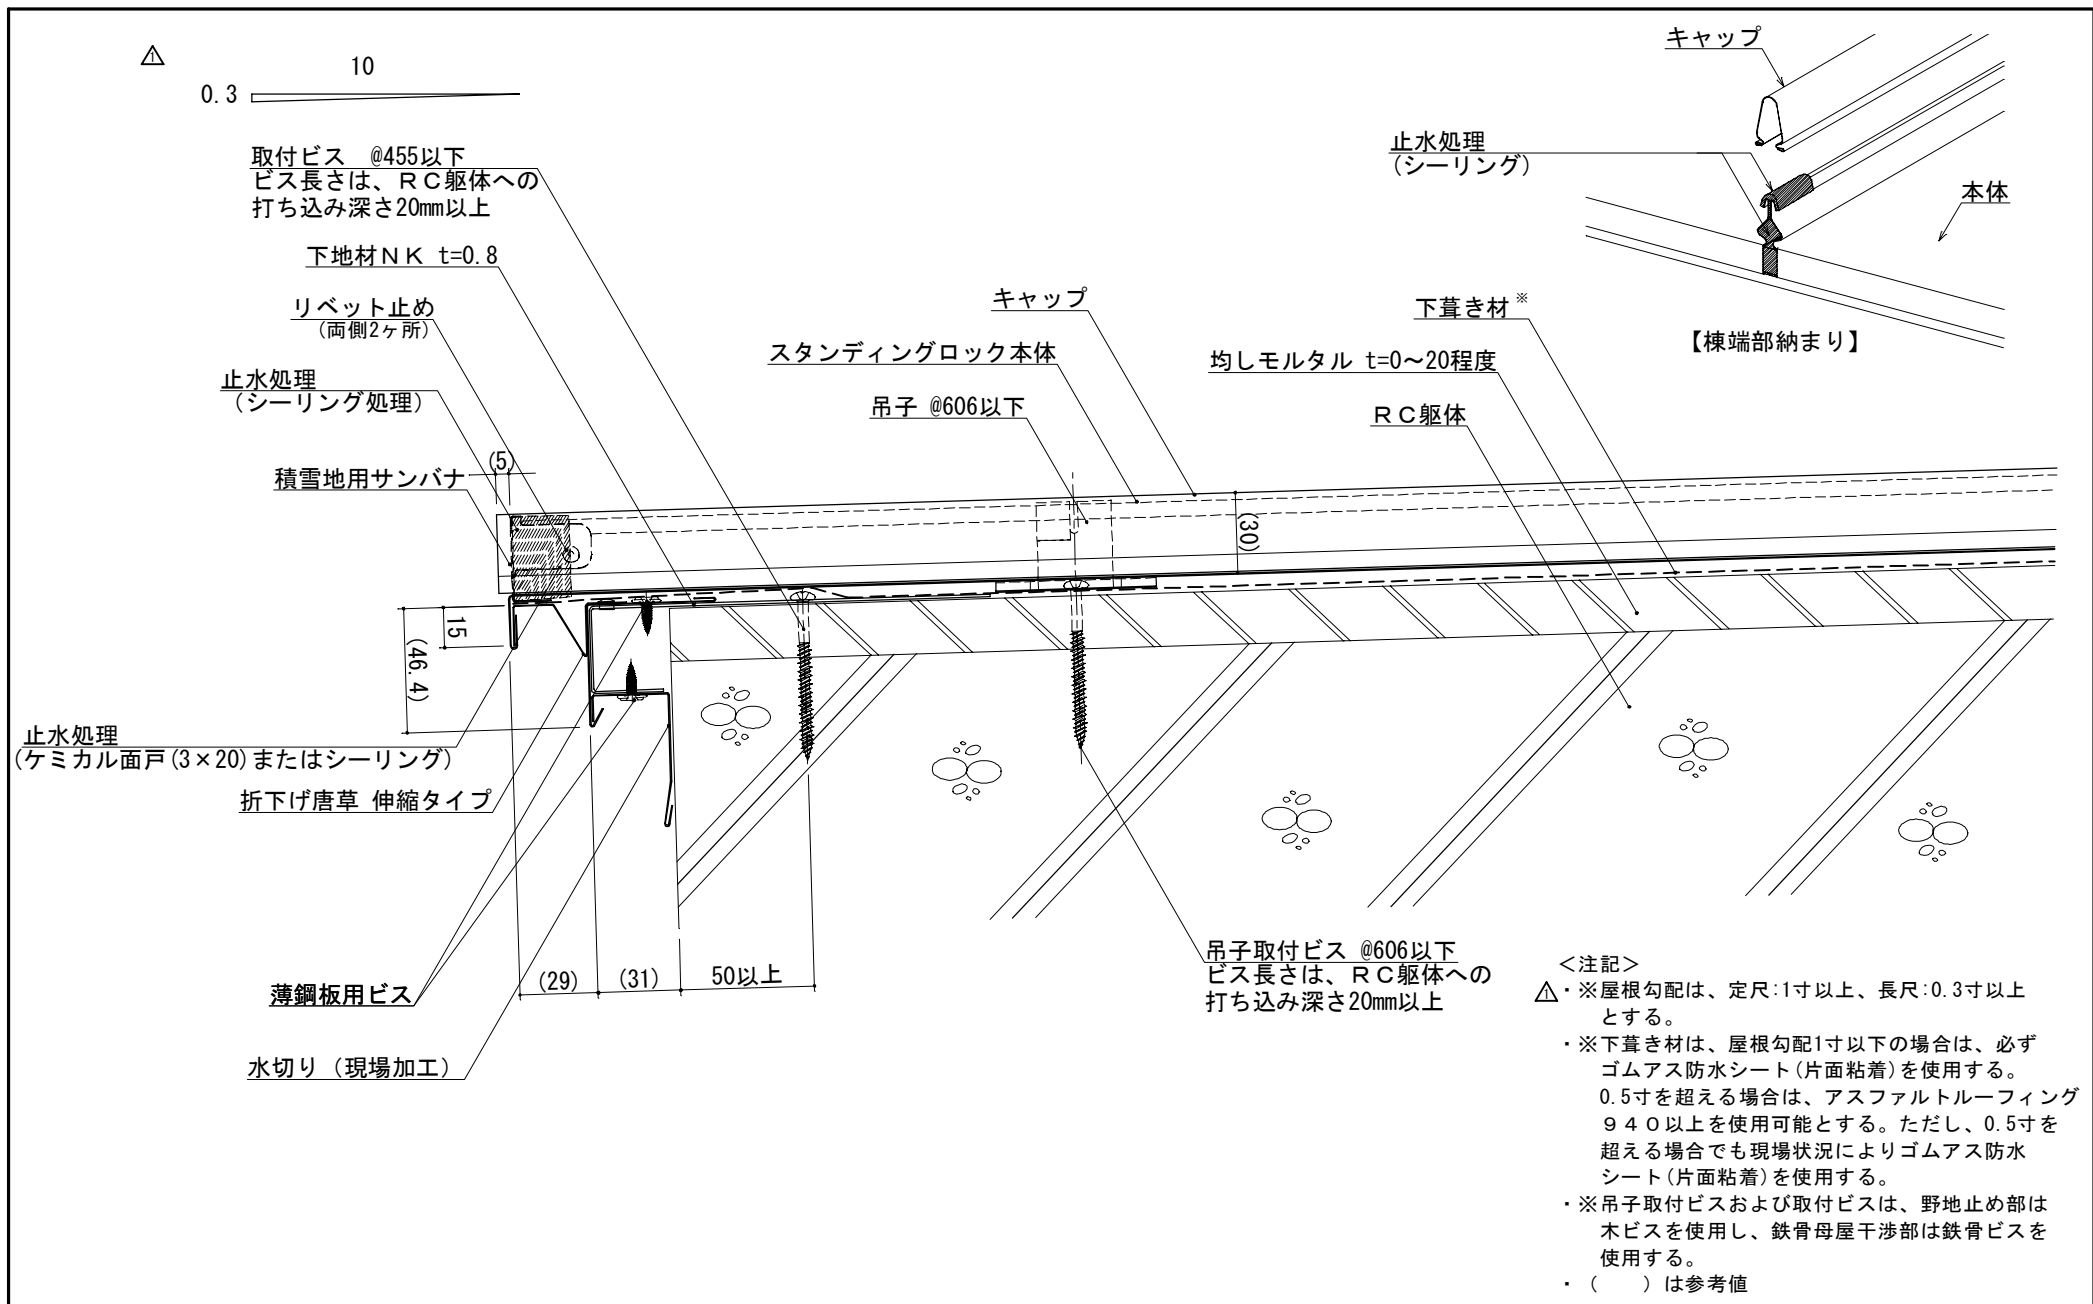 1
10
0.3
取付ビス @455以下
ビス長さは、RC躯体への
打ち込み深さ20mm以上
下地材NK t=0.8
リベット止め
(両側2ヶ所)
止水処理
(シーリング処理)
積雪地用サンバナ
(5)
キャップ
スタンディングロック本体
吊子 @606以下
下葺き材※
均しモルタル t=0〜20程度
RC躯体
キャップ
止水処理
(シーリング)
本体
【棟端部納まり】
(30)
15
(46.4)
止水処理
(ケミカル面戸(3×20)またはシーリング)
折下げ唐草 伸縮タイプ
薄鋼板用ビス
水切り(現場加工)
(29)
(31)
50以上
吊子取付ビス @606以下
ビス長さは、RC躯体への
打ち込み深さ20mm以上
<注記>
1・※屋根勾配は、定尺:1寸以上、長尺:0.3寸以上
とする。
・※下葺き材は、屋根勾配1寸以下の場合は、必ず
ゴムアス防水シート(片面粘着)を使用する。
0.5寸を超える場合は、アスファルトルーフィング
940以上を使用可能とする。ただし、0.5寸を
超える場合でも現場状況によりゴムアス防水
シート(片面粘着)を使用する。
・※吊子取付ビスおよび取付ビスは、野地止め部は
木ビスを使用し、鉄骨母屋干渉部は鉄骨ビスを
使用する。
・( )は参考値